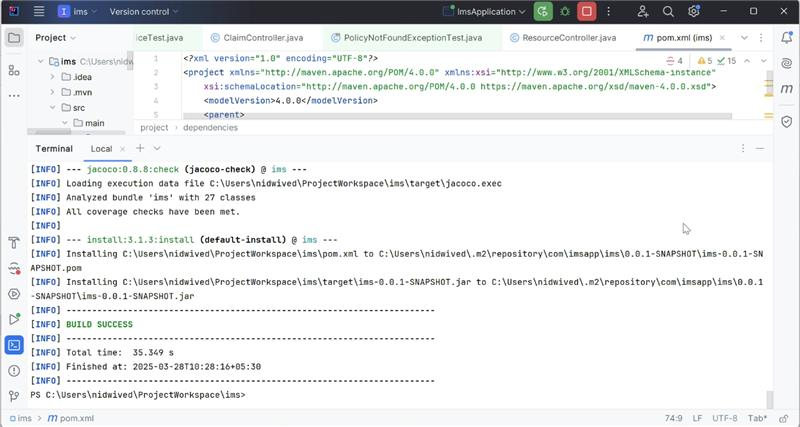 ims
Version control
ImsApplication
Project
iceTest.java
ClaimController.java
PolicyNotFoundExceptionTest.java
ResourceController.java
pom.xml (ims)
ims C:\Users\nidwived
.idea
.mvn
src
main
1 <?xml version="1.0" encoding="UTF-8"?>
2 <project xmlns="http://maven.apache.org/POM/4.0.0" xmlns:xsi="http://www.w3.org/2001/XMLSchema-instance"
3 xsi:schemaLocation="http://maven.apache.org/POM/4.0.0 https://maven.apache.org/xsd/maven-4.0.0.xsd">
4 <modelVersion>4.0.0</modelVersion>
5 <parent>
4 5 15
project > dependencies
Terminal
Local
[INFO] --- jacoco:0.8.8:check (jacoco-check) @ ims ---
[INFO] Loading execution data file C:\Users\nidwived\ProjectWorkspace\ims\target\jacoco.exec
[INFO] Analyzed bundle 'ims' with 27 classes
[INFO] All coverage checks have been met.
[INFO]
[INFO] --- install:3.1.3:install (default-install) @ ims ---
[INFO] Installing C:\Users\nidwived\ProjectWorkspace\ims\pom.xml to C:\Users\nidwived\.m2\repository\com\imsapp\ims\0.0.1-SNAPSHOT\ims-0.0.1-SN
APSHOT.pom
[INFO] Installing C:\Users\nidwived\ProjectWorkspace\ims\target\ims-0.0.1-SNAPSHOT.jar to C:\Users\nidwived\.m2\repository\com\imsapp\ims\0.0.1
-SNAPSHOT\ims-0.0.1-SNAPSHOT.jar
[INFO] ------------------------------------------------------------------------
[INFO] BUILD SUCCESS
[INFO] ------------------------------------------------------------------------
[INFO] Total time:  35.349 s
[INFO] Finished at: 2025-03-28T10:28:16+05:30
[INFO] ------------------------------------------------------------------------
PS C:\Users\nidwived\ProjectWorkspace\ims>
ims > pom.xml
74:9 LF UTF-8 Tab*